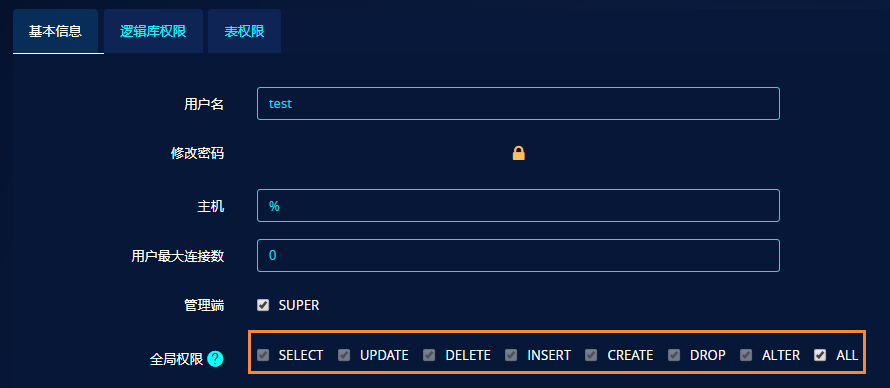 基本信息 逻辑库权限 表权限
用户名 test
修改密码
主机 %
用户最大连接数 0
管理端 SUPER
全局权限 ? SELECT UPDATE DELETE INSERT CREATE DROP ALTER ALL